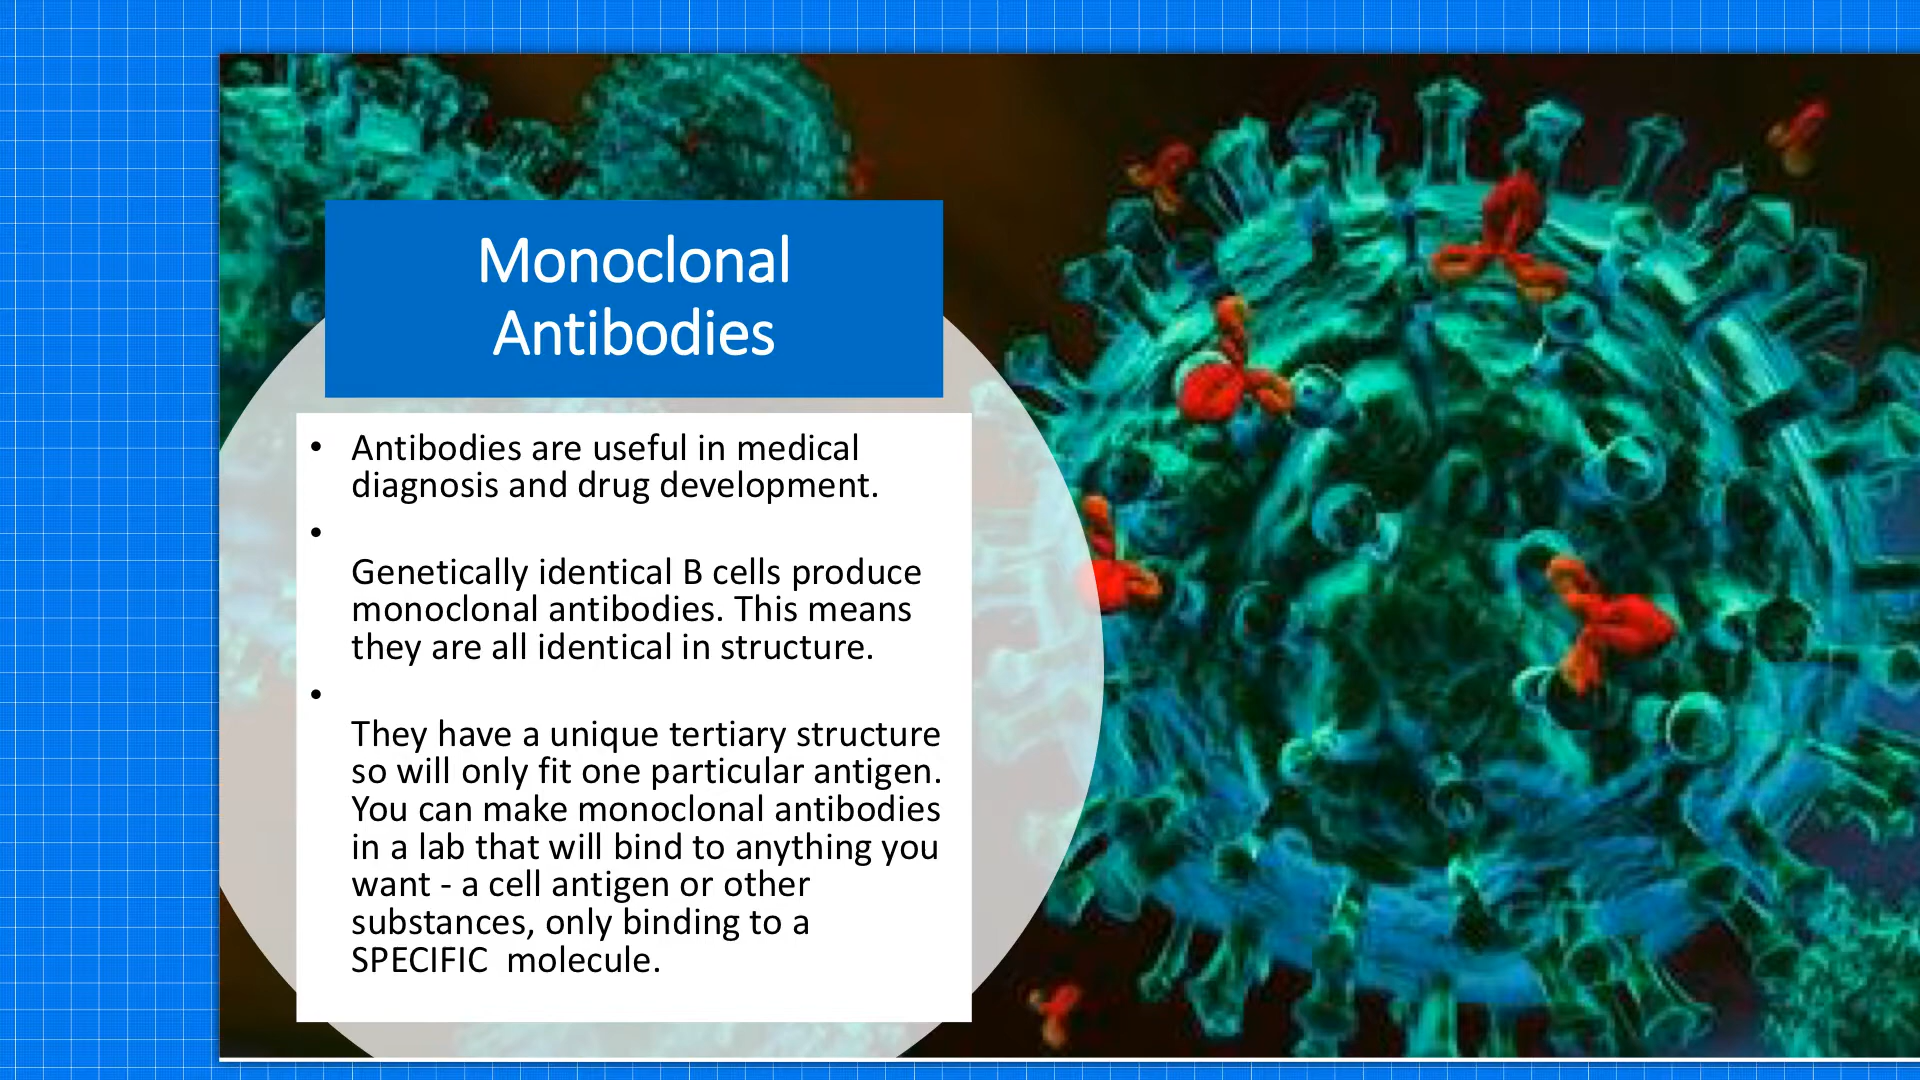 Monoclonal
Antibodies
• Antibodies are useful in medical
diagnosis and drug development.
•
Genetically identical B cells produce
monoclonal antibodies. This means
they are all identical in structure.
•
They have a unique tertiary structure
so will only fit one particular antigen.
You can make monoclonal antibodies
in a lab that will bind to anything you
want - a cell antigen or other
substances, only binding to a
SPECIFIC  molecule.